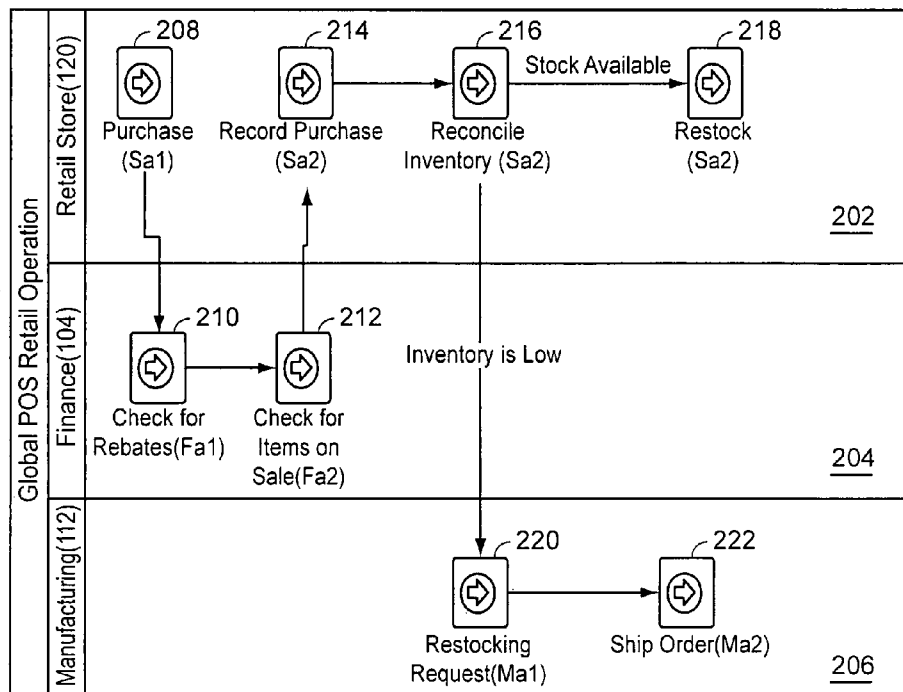 Global POS Retail Operation
Retail Store(120)
208
214
216
218
Stock Available
Purchase
(Sa1)
Record Purchase
(Sa2)
Reconcile
Inventory (Sa2)
Restock
(Sa2)
202
Finance(104)
210
212
Inventory is Low
Check for
Rebates(Fa1)
Check for
Items on
Sale(Fa2)
204
Manufacturing(112)
220
222
Restocking
Request(Ma1)
Ship Order(Ma2)
206